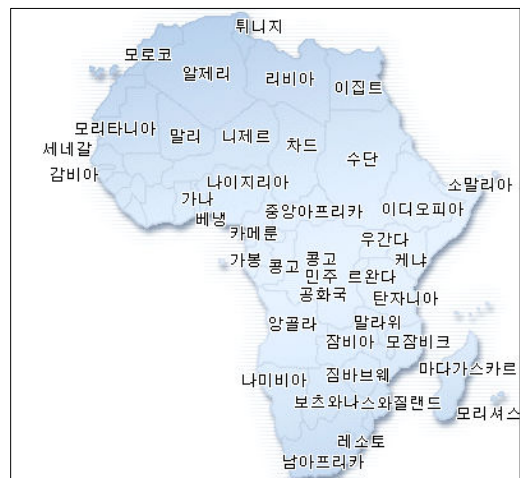 튀니지
모로코
알제리
리비아
이집트
모리타니아
말리
니제르
차드
수단
세네갈
감비아
나이지리아
소말리아
가나
베냉
중앙아프리카
이디오피아
카메룬
우간다
가봉
콩고
콩고
민주
공화국
케냐
르완다
탄자니아
앙골라
말라위
잠비아
모잠비크
나미비아
짐바브웨
마다가스카르
보츠와나스와질랜드
모리셔스
레소토
남아프리카